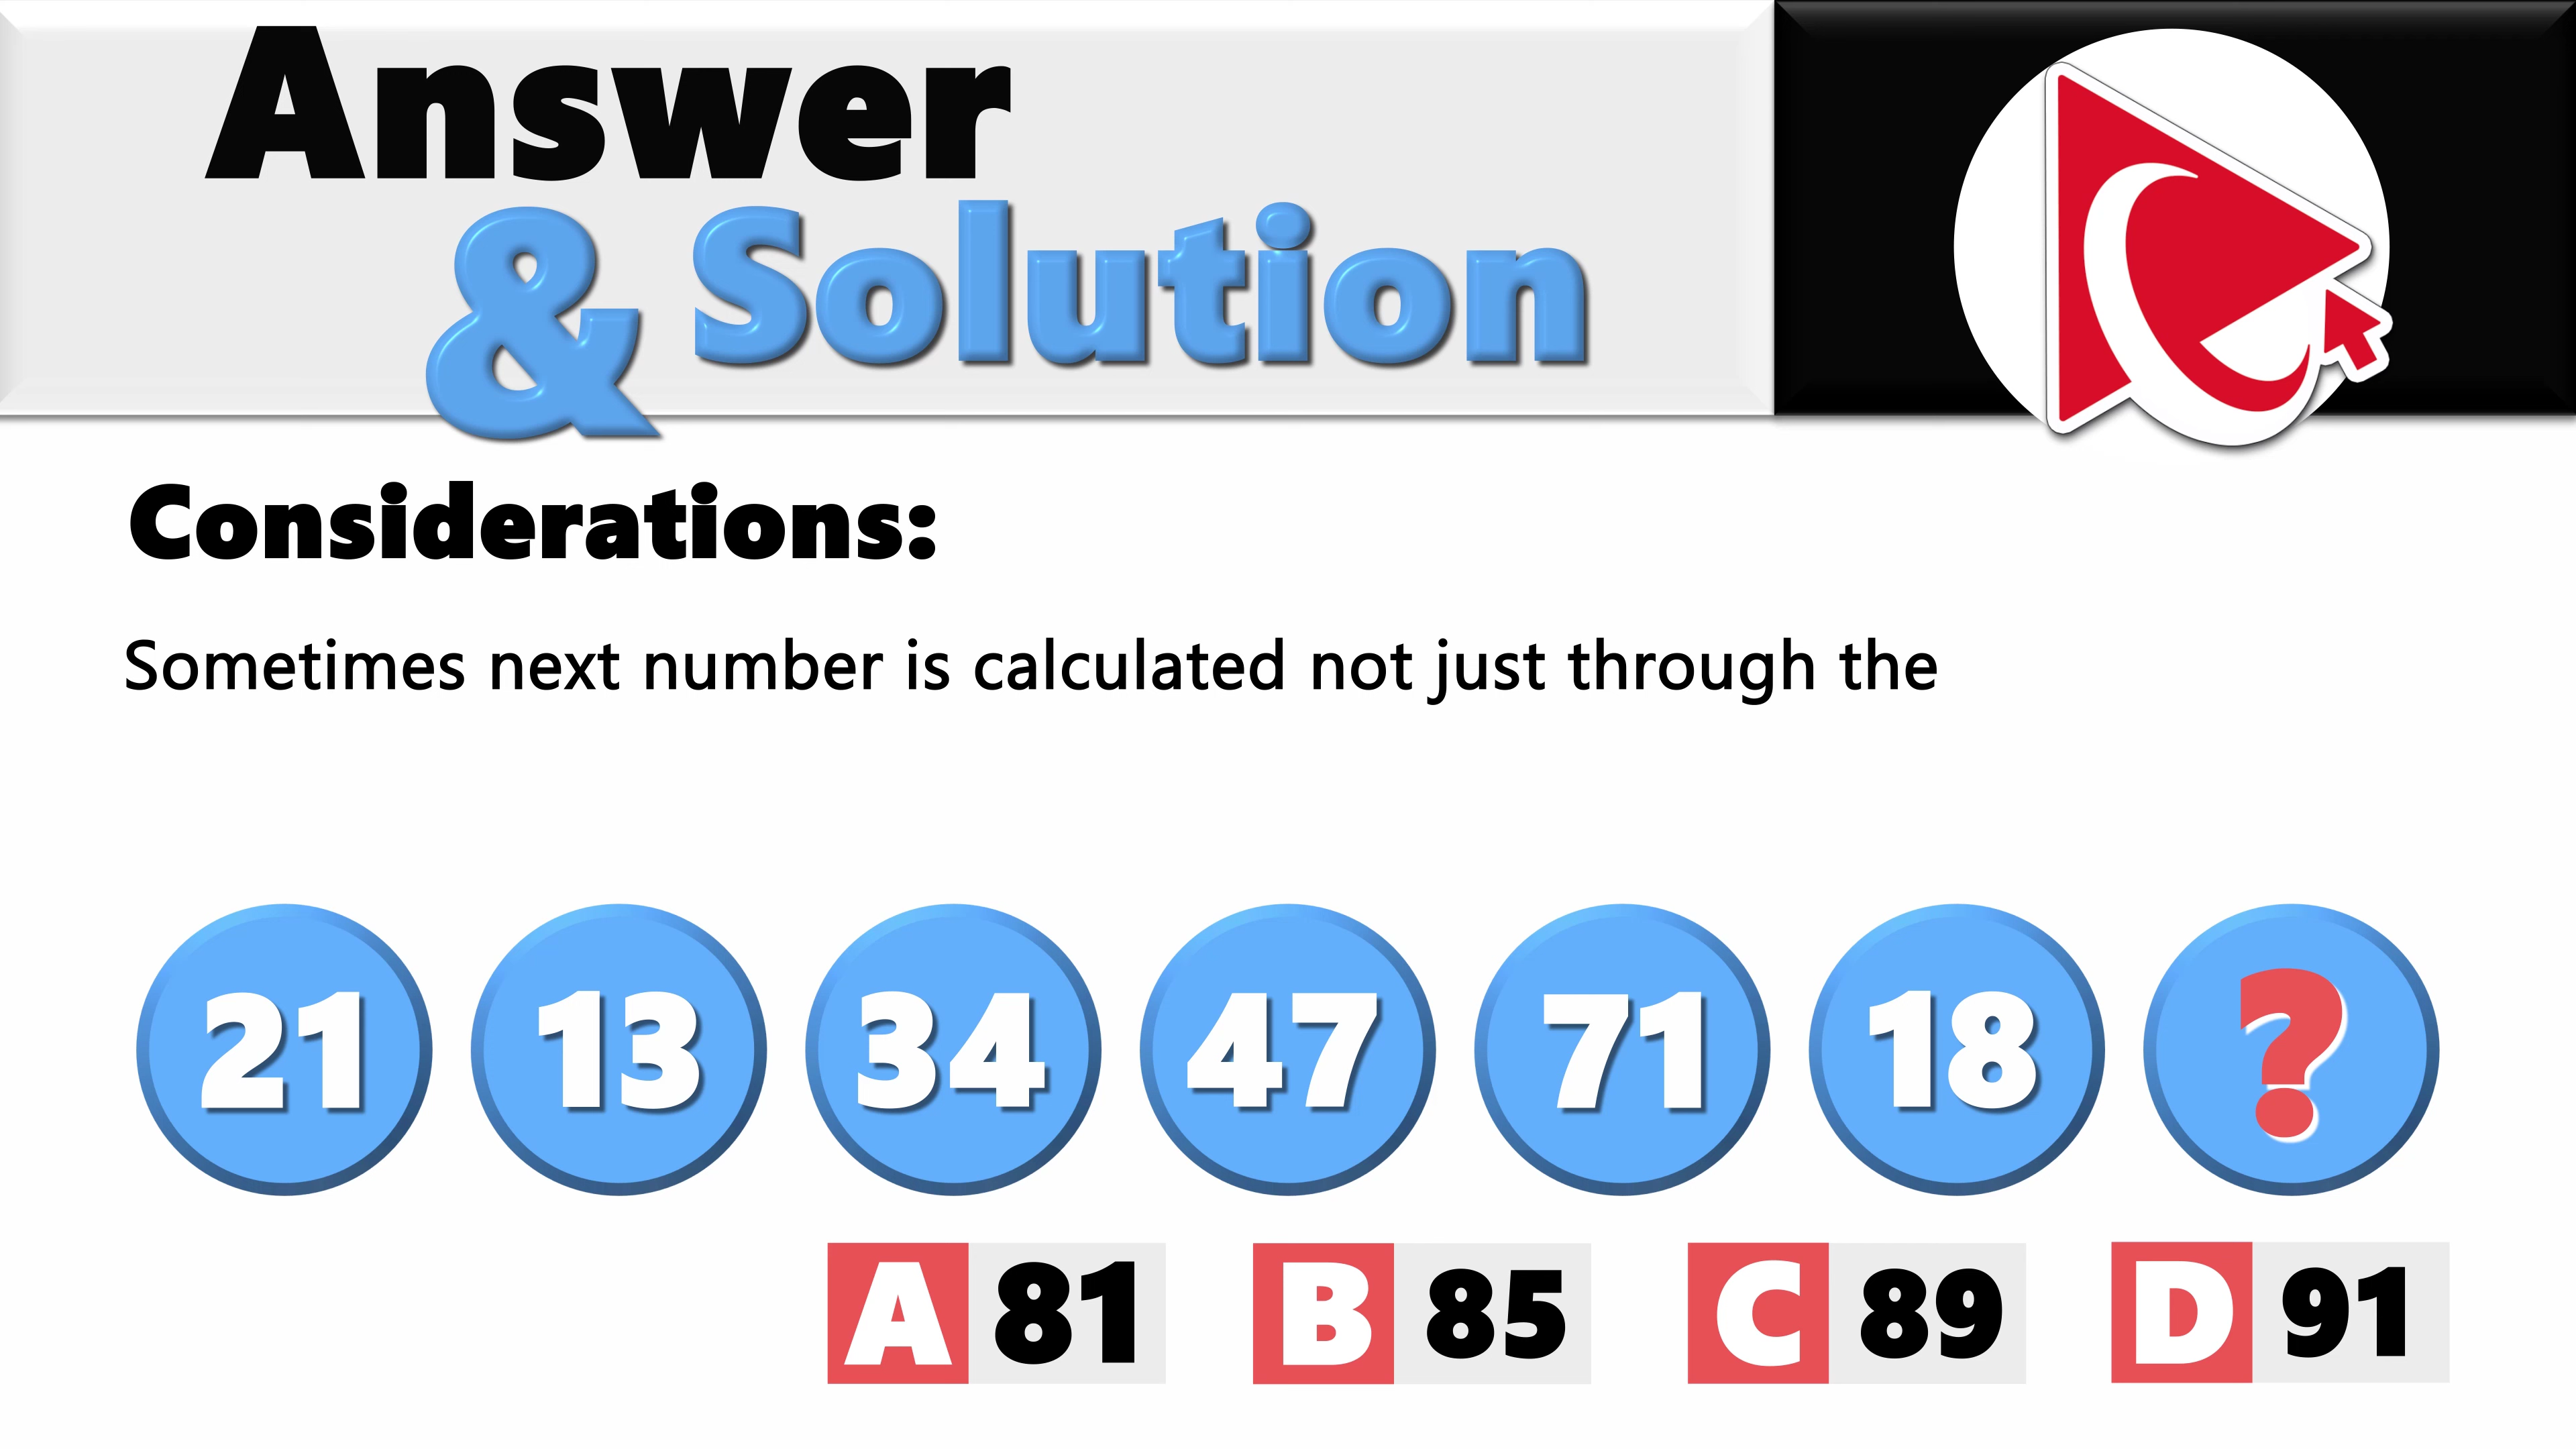 Answer
& Solution
Considerations:
Sometimes next number is calculated not just through the
21 13 34 47 71 18 ?
A 81 B 85 C 89 D 91